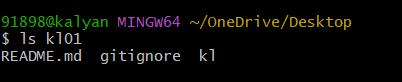 91898@kalyan MINGW64 ~/OneDrive/Desktop
$ ls kl01
README.md  gitignore  kl